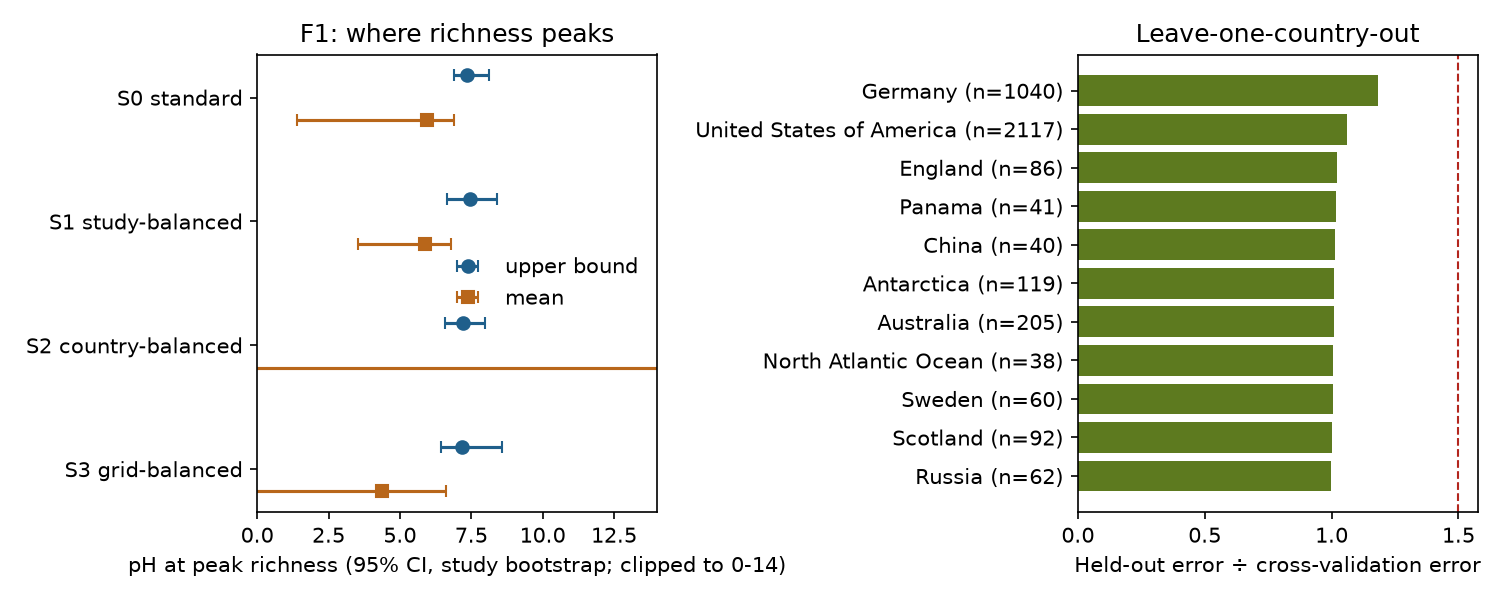 F1: where richness peaks
S0 standard
S1 study-balanced
S2 country-balanced
S3 grid-balanced
upper bound
mean
0.0 2.5 5.0 7.5 10.0 12.5
pH at peak richness (95% CI, study bootstrap; clipped to 0-14)
Leave-one-country-out
Germany (n=1040)
United States of America (n=2117)
England (n=86)
Panama (n=41)
China (n=40)
Antarctica (n=119)
Australia (n=205)
North Atlantic Ocean (n=38)
Sweden (n=60)
Scotland (n=92)
Russia (n=62)
0.0 0.5 1.0 1.5
Held-out error ÷ cross-validation error